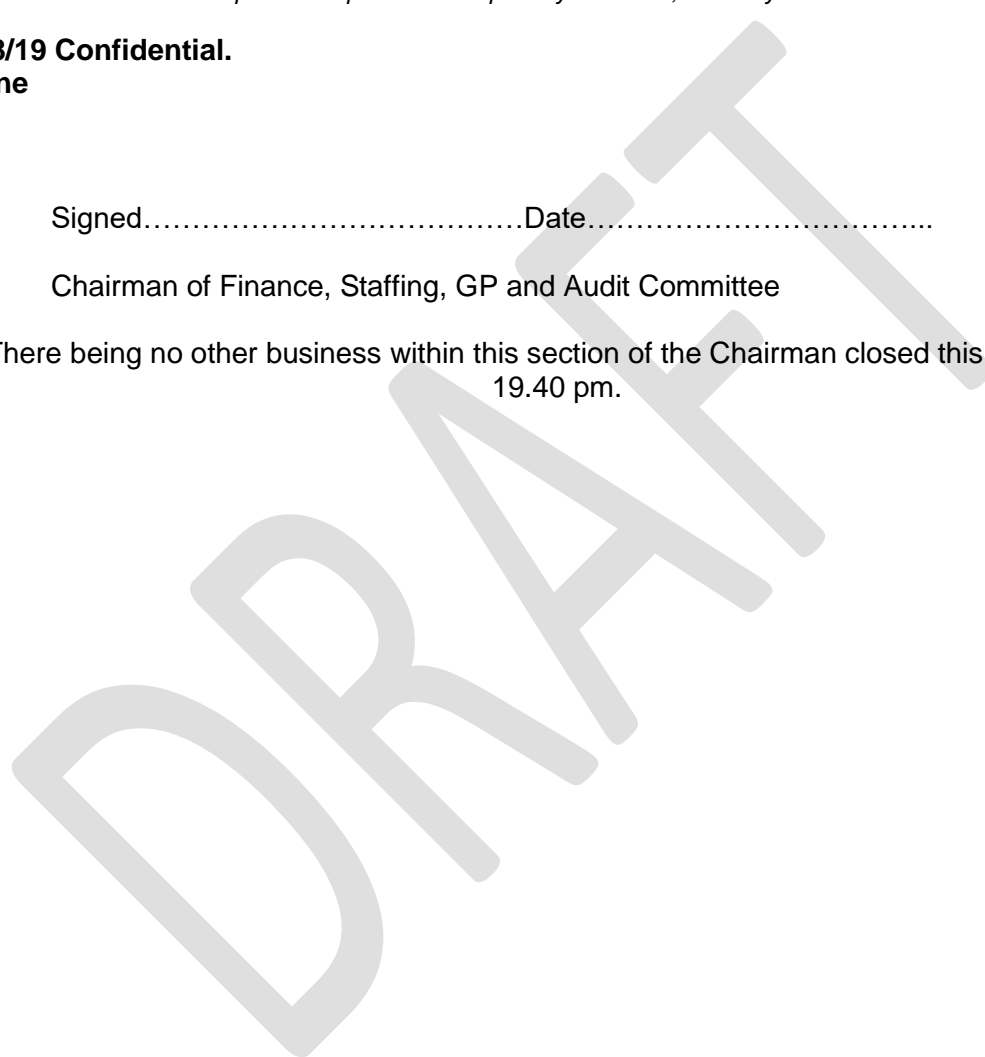 8/19 Confidential.
ne
Signed…………………………………Date……………………………...
Chairman of Finance, Staffing, GP and Audit Committee
There being no other business within this section of the Chairman closed this
19.40 pm.
DRAFT